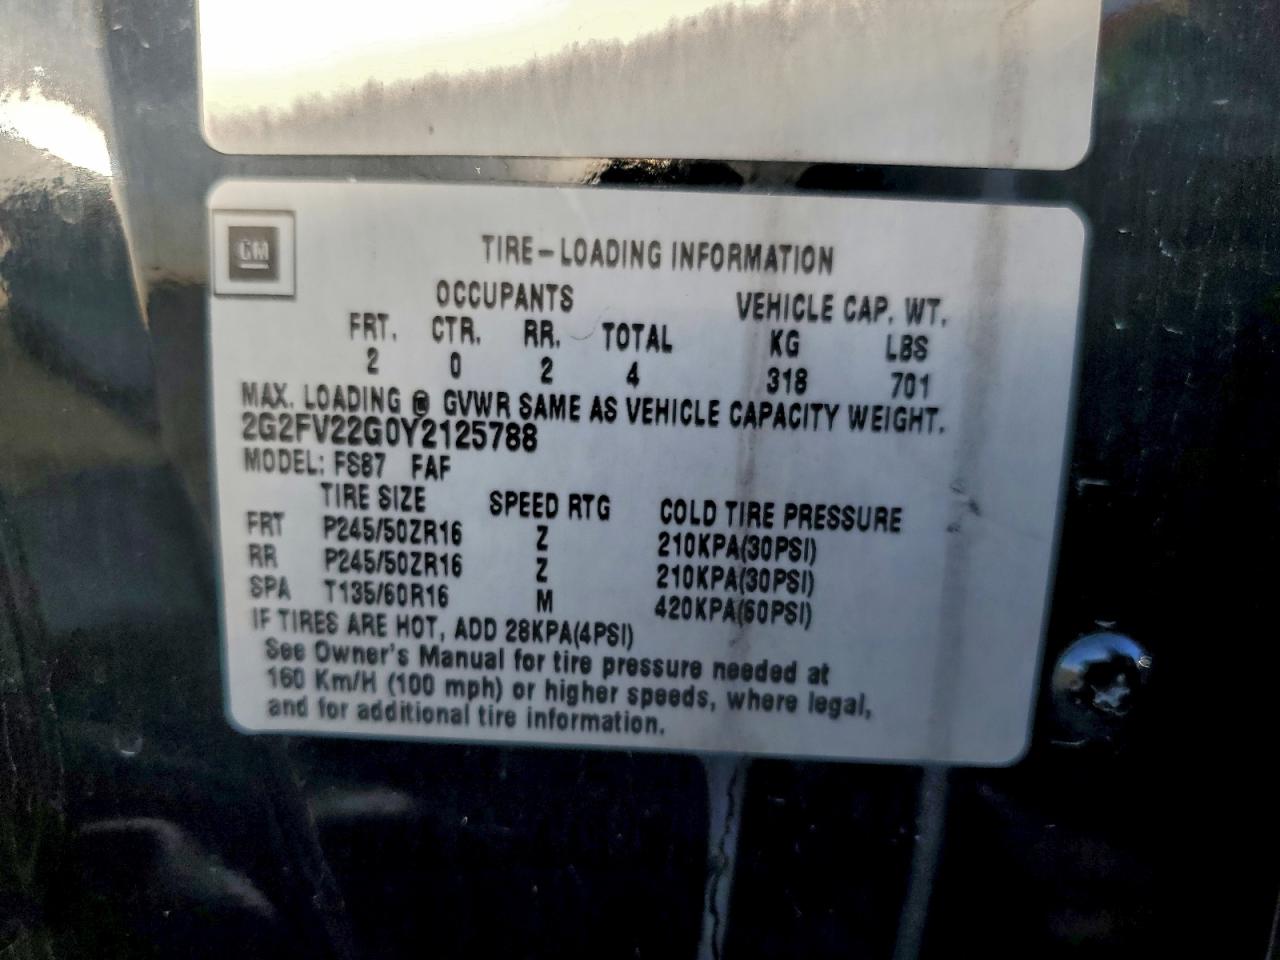 GM
TIRE-LOADING INFORMATION
OCCUPANTS VEHICLE CAP. WT.
FRT. CTR. RR. TOTAL KG LBS
2 0 2 4 318 701
MAX. LOADING @ GVWR SAME AS VEHICLE CAPACITY WEIGHT.
2G2FV22G0Y2125788
MODEL: FS87 FAF
TIRE SIZE SPEED RTG COLD TIRE PRESSURE
FRT P245/50ZR16 Z 210KPA(30PSI)
RR P245/50ZR16 Z 210KPA(30PSI)
SPA T135/60R16 M 420KPA(60PSI)
IF TIRES ARE HOT, ADD 28KPA(4PSI)
See Owner's Manual for tire pressure needed at
160 Km/H (100 mph) or higher speeds, where legal,
and for additional tire information.